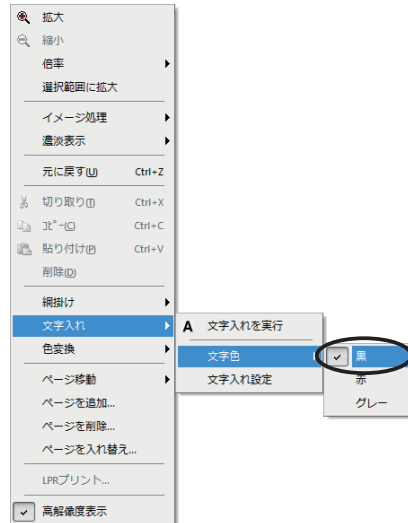 拡大
縮小
倍率
選択範囲に拡大
イメージ処理
濃淡表示
元に戻す(U) Ctrl+Z
切り取り(T) Ctrl+X
ｺﾋﾟｰ(C) Ctrl+C
貼り付け(P) Ctrl+V
削除(D)
網掛け
文字入れ
A 文字入れを実行
色変換
文字色
黒
ページ移動
文字入れ設定
赤
ページを追加...
グレー
ページを削除...
ページを入れ替え...
LPRプリント...
高解像度表示